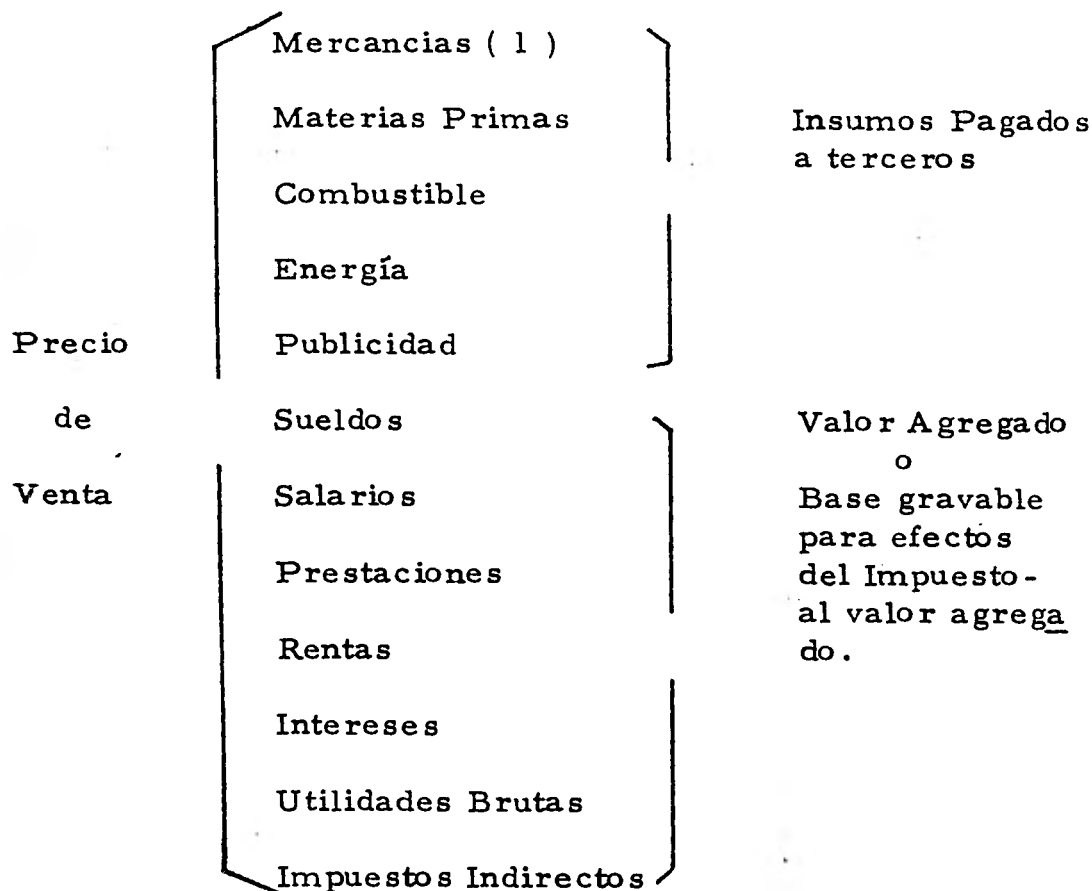 Mercancias ( 1 )
Materias Primas
Insumos Pagados
a terceros
Combustible
Energía
Precio
Publicidad
de
Sueldos
Valor Agregado
o
Venta
Salarios
Base gravable
para efectos
Prestaciones
del Impuesto-
al valor agrega
Rentas
do.
Intereses
Utilidades Brutas
Impuestos Indirectos